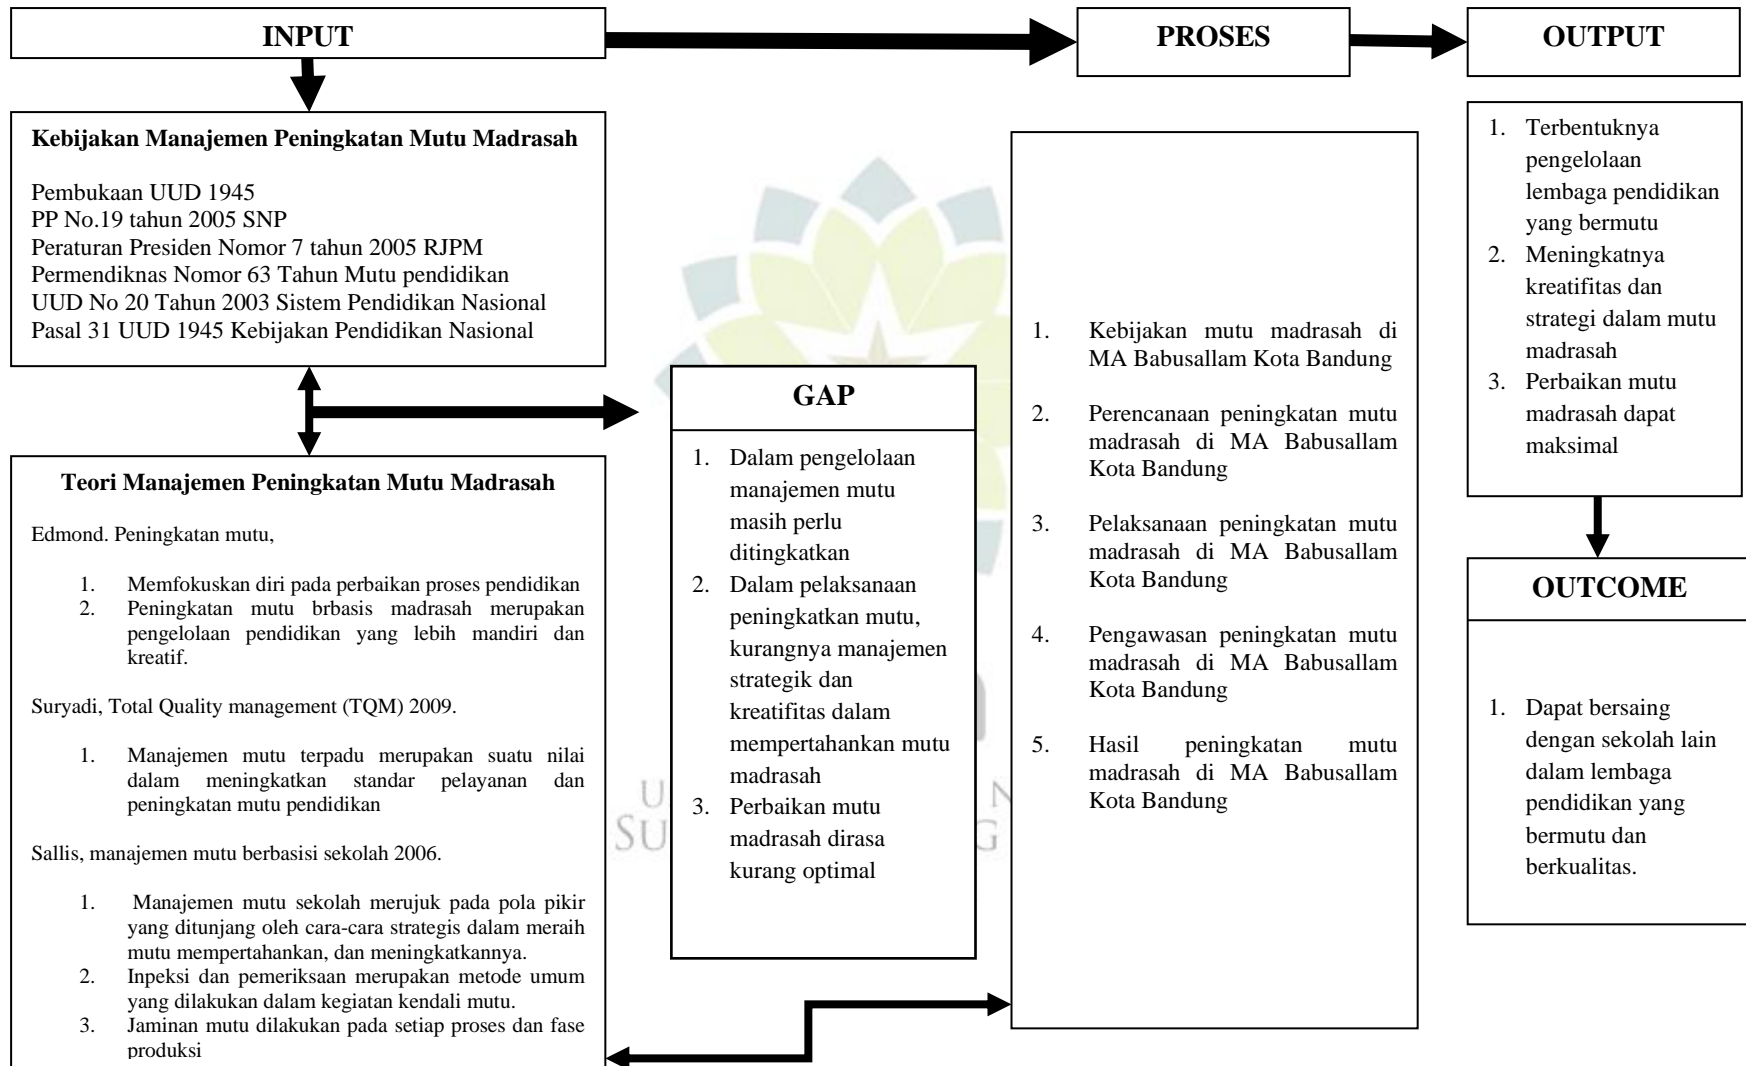 INPUT
PROSES
OUTPUT
Kebijakan Manajemen Peningkatan Mutu Madrasah
Pembukaan UUD 1945
PP No.19 tahun 2005 SNP
Peraturan Presiden Nomor 7 tahun 2005 RJPM
Permendiknas Nomor 63 Tahun Mutu pendidikan
UUD No 20 Tahun 2003 Sistem Pendidikan Nasional
Pasal 31 UUD 1945 Kebijakan Pendidikan Nasional
Teori Manajemen Peningkatan Mutu Madrasah
Edmond. Peningkatan mutu,
1. Memfokuskan diri pada perbaikan proses pendidikan
2. Peningkatan mutu brbasis madrasah merupakan
pengelolaan pendidikan yang lebih mandiri dan
kreatif.
Suryadi, Total Quality management (TQM) 2009.
1. Manajemen mutu terpadu merupakan suatu nilai
dalam meningkatkan standar pelayanan dan
peningkatan mutu pendidikan
Sallis, manajemen mutu berbasisi sekolah 2006.
1. Manajemen mutu sekolah merujuk pada pola pikir
yang ditunjang oleh cara-cara strategis dalam meraih
mutu mempertahankan, dan meningkatkannya.
2. Inpeksi dan pemeriksaan merupakan metode umum
yang dilakukan dalam kegiatan kendali mutu.
3. Jaminan mutu dilakukan pada setiap proses dan fase
produksi
GAP
1. Dalam pengelolaan
manajemen mutu
masih perlu
ditingkatkan
2. Dalam pelaksanaan
peningkatkan mutu,
kurangnya manajemen
strategik dan
kreatifitas dalam
mempertahankan mutu
madrasah
3. Perbaikan mutu
madrasah dirasa
kurang optimal
1. Kebijakan mutu madrasah di
MA Babusallam Kota Bandung
2. Perencanaan peningkatan mutu
madrasah di MA Babusallam
Kota Bandung
3. Pelaksanaan peningkatan mutu
madrasah di MA Babusallam
Kota Bandung
4. Pengawasan peningkatan mutu
madrasah di MA Babusallam
Kota Bandung
5. Hasil peningkatan mutu
madrasah di MA Babusallam
Kota Bandung
1. Terbentuknya
pengelolaan
lembaga pendidikan
yang bermutu
2. Meningkatnya
kreatifitas dan
strategi dalam mutu
madrasah
3. Perbaikan mutu
madrasah dapat
maksimal
OUTCOME
1. Dapat bersaing
dengan sekolah lain
dalam lembaga
pendidikan yang
bermutu dan
berkualitas.